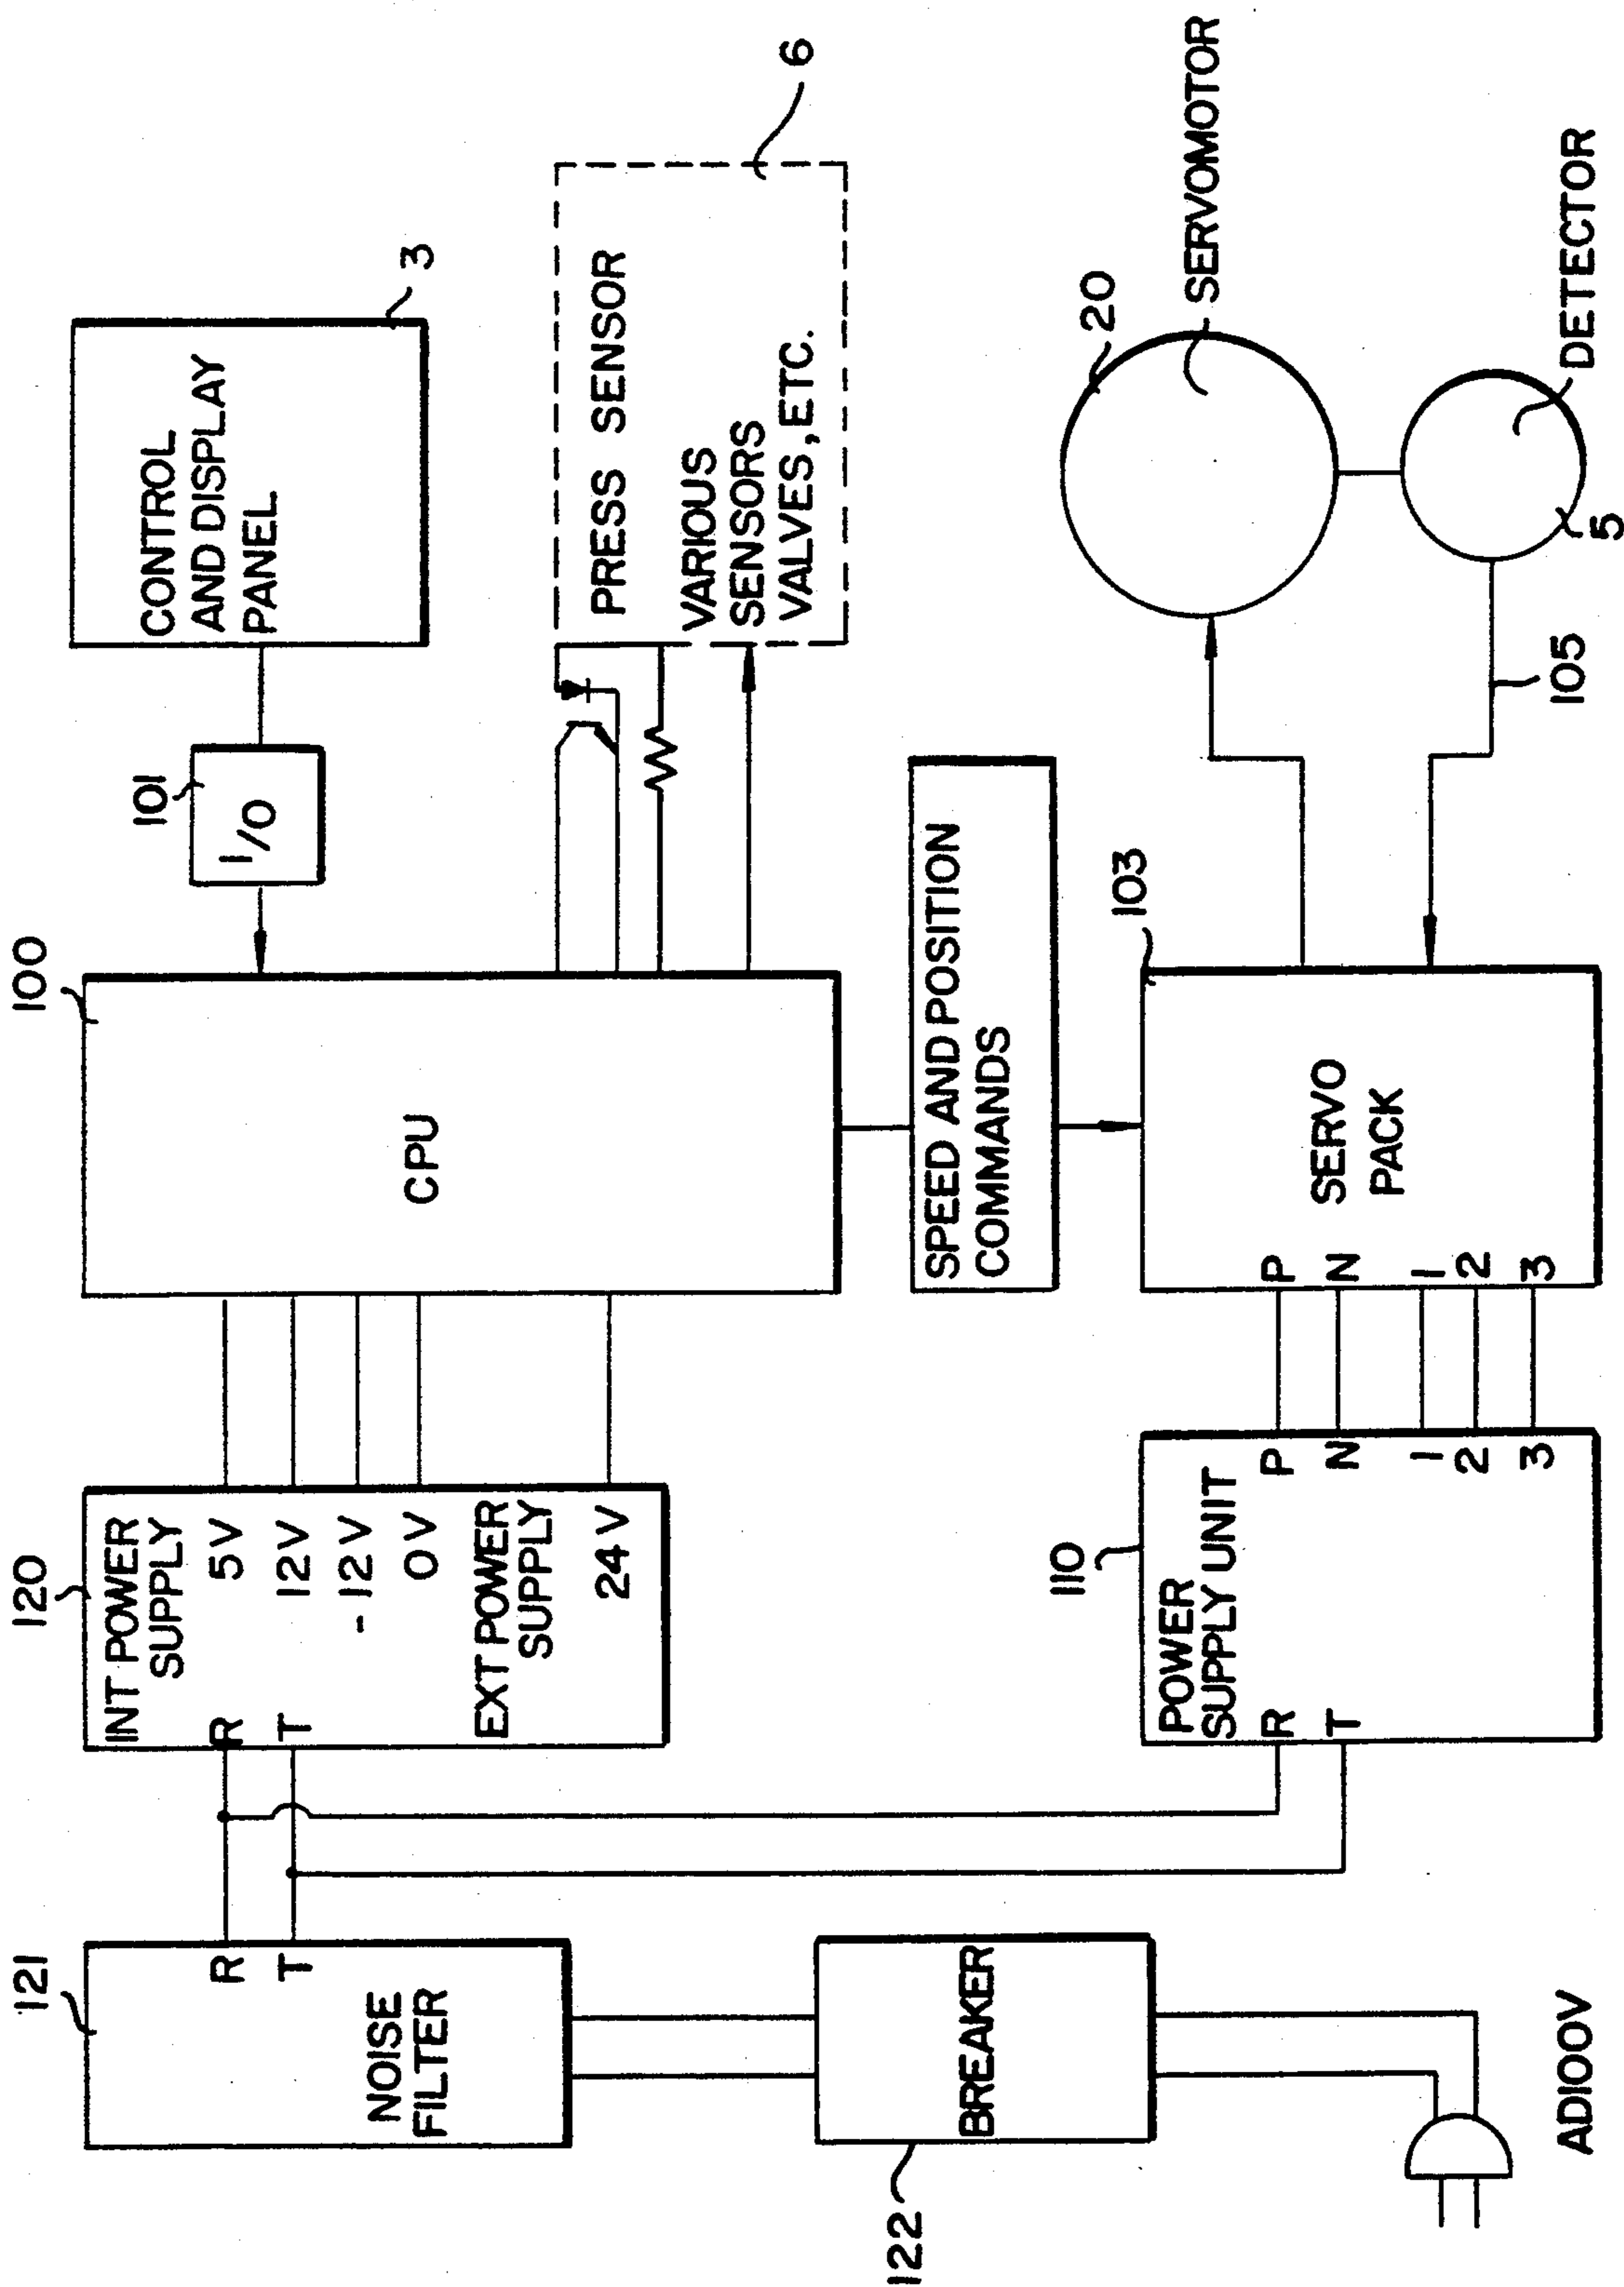 121
R
T
NOISE
FILTER
122
BREAKER
ADI00V
120
INT POWER
SUPPLY
R 5V
T 12V
-12V
0V
EXT POWER
SUPPLY
24V
110
POWER
SUPPLY UNIT
R P
T N
1
2
3
100
CPU
SPEED AND POSITION
COMMANDS
103
P
N
1
2
3
SERVO
PACK
101
I/O
CONTROL
AND DISPLAY
PANEL
3
PRESS SENSOR
VARIOUS
SENSORS
VALVES, ETC.
6
20
SERVOMOTOR
DETECTOR
5
105